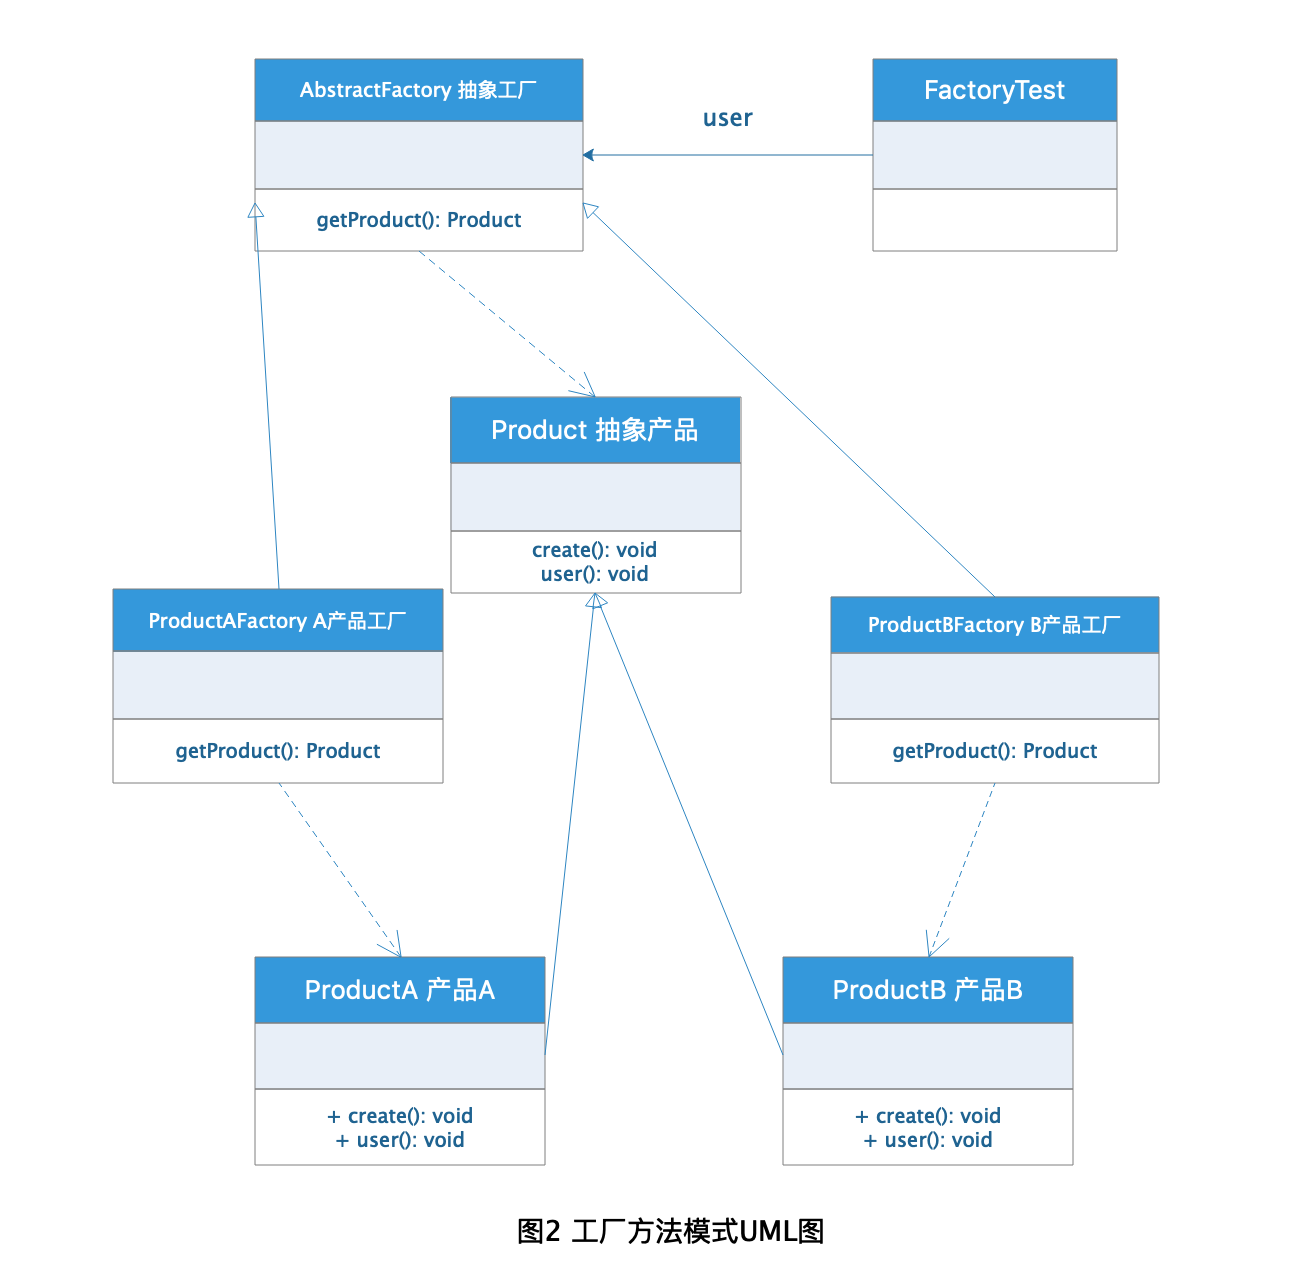 AbstractFactory 抽象工厂
FactoryTest
user
getProduct(): Product
Product 抽象产品
create(): void
user(): void
ProductAFactory A产品工厂
ProductBFactory B产品工厂
getProduct(): Product
getProduct(): Product
ProductA 产品A
ProductB 产品B
+ create(): void
+ user(): void
+ create(): void
+ user(): void
图2 工厂方法模式UML图